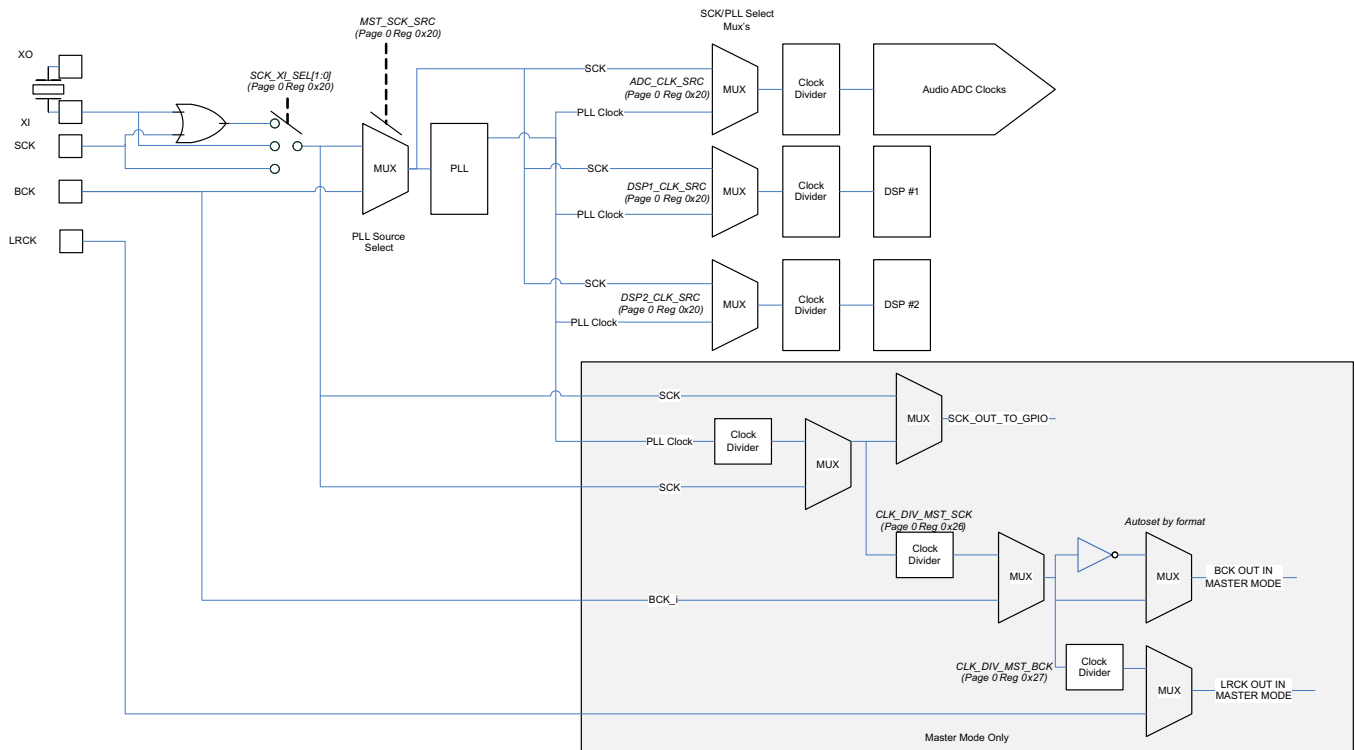 SCK/PLL Select
Mux's
MST_SCK_SRC
(Page 0 Reg 0x20)
XO
SCK_XI_SEL[1:0]
(Page 0 Reg 0x20)
XI
SCK
BCK
LRCK
MUX
PLL
PLL Source
Select
SCK
ADC_CLK_SRC
(Page 0 Reg 0x20)
PLL Clock
MUX
Clock
Divider
Audio ADC Clocks
SCK
DSP1_CLK_SRC
(Page 0 Reg 0x20)
PLL Clock
MUX
Clock
Divider
DSP #1
SCK
DSP2_CLK_SRC
(Page 0 Reg 0x20)
PLL Clock
MUX
Clock
Divider
DSP #2
SCK
MUX
SCK_OUT_TO_GPIO
PLL Clock
Clock
Divider
MUX
SCK
CLK_DIV_MST_SCK
(Page 0 Reg 0x26)
Clock
Divider
MUX
Autoset by format
MUX
BCK OUT IN
MASTER MODE
BCK_i
CLK_DIV_MST_BCK
(Page 0 Reg 0x27)
Clock
Divider
MUX
LRCK OUT IN
MASTER MODE
Master Mode Only